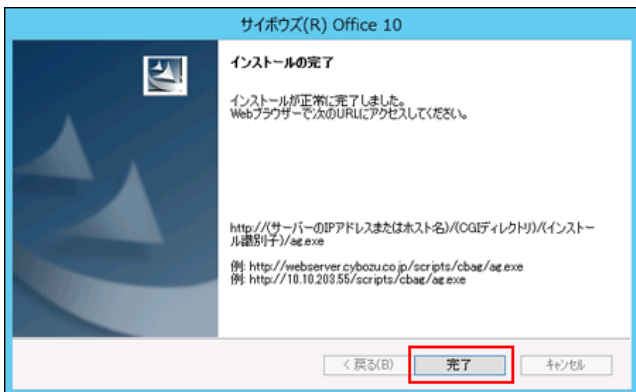 サイボウズ(R) Office 10
インストールの完了
インストールが正常に完了しました。
Webブラウザーで次のURLにアクセスしてください。
http://(サーバーのIPアドレスまたはホスト名)/(CGIディレクトリ)/(インストー
ル識別子)/ag.exe
例: http://webserver.cybozu.co.jp/scripts/cbag/ag.exe
例: http://10.10.203.55/scripts/cbag/ag.exe
< 戻る(B)
完了
キャンセル